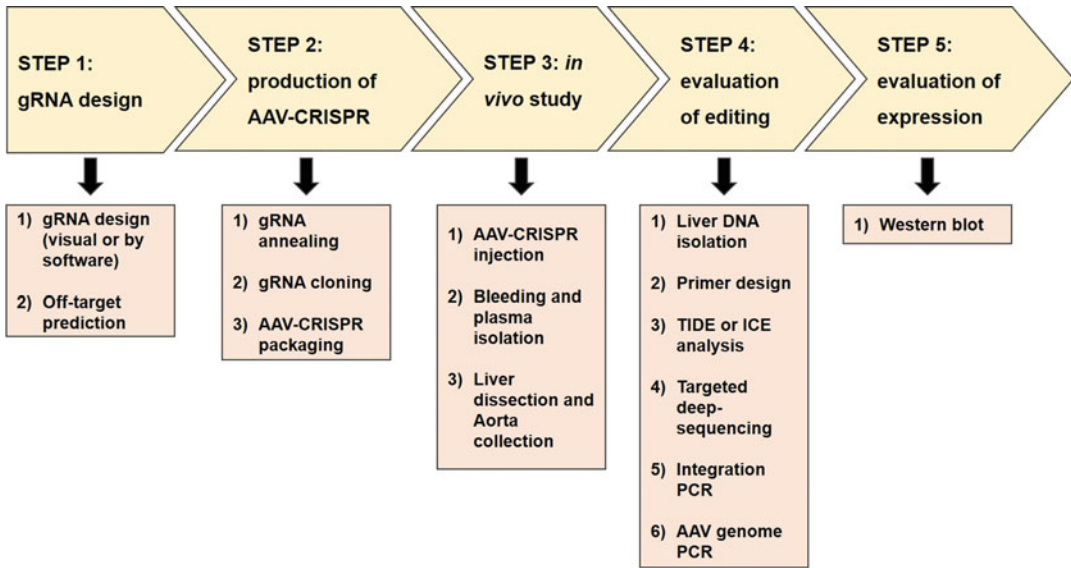 STEP 1:
gRNA design
STEP 2:
production of
AAV-CRISPR
STEP 3: in
vivo study
STEP 4:
evaluation
of editing
STEP 5:
evaluation of
expression
1) gRNA design
(visual or by
software)
2) Off-target
prediction
1) gRNA
annealing
2) gRNA cloning
3) AAV-CRISPR
packaging
1) AAV-CRISPR
injection
2) Bleeding and
plasma
isolation
3) Liver
dissection and
Aorta
collection
1) Liver DNA
isolation
2) Primer design
3) TIDE or ICE
analysis
4) Targeted
deep-
sequencing
5) Integration
PCR
6) AAV genome
PCR
1) Western blot